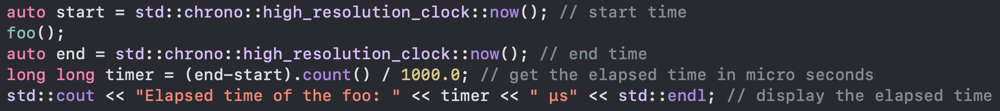 auto start = std::chrono::high_resolution_clock::now(); // start time
foo();
auto end = std::chrono::high_resolution_clock::now(); // end time
long long timer = (end-start).count() / 1000.0; // get the elapsed time in micro seconds
std::cout << "Elapsed time of the foo: " << timer << " µs" << std::endl; // display the elapsed time